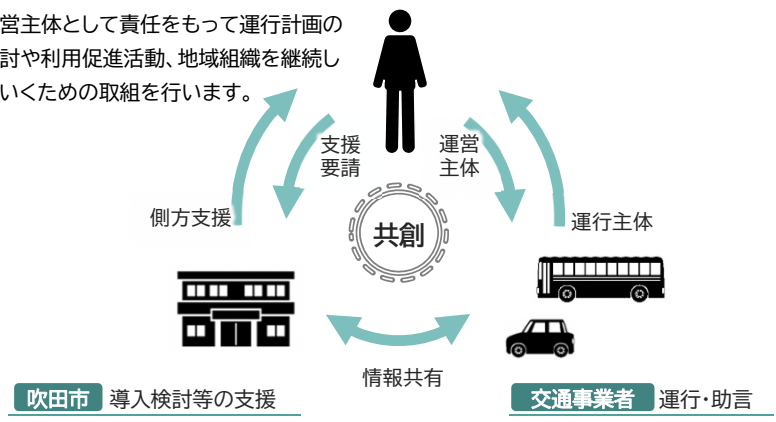 営主体として責任をもって運行計画の
討や利用促進活動、地域組織を継続し
いくための取組を行います。
支援
要請
運営
主体
側方支援
共創
運行主体
情報共有
吹田市 導入検討等の支援
交通事業者 運行・助言